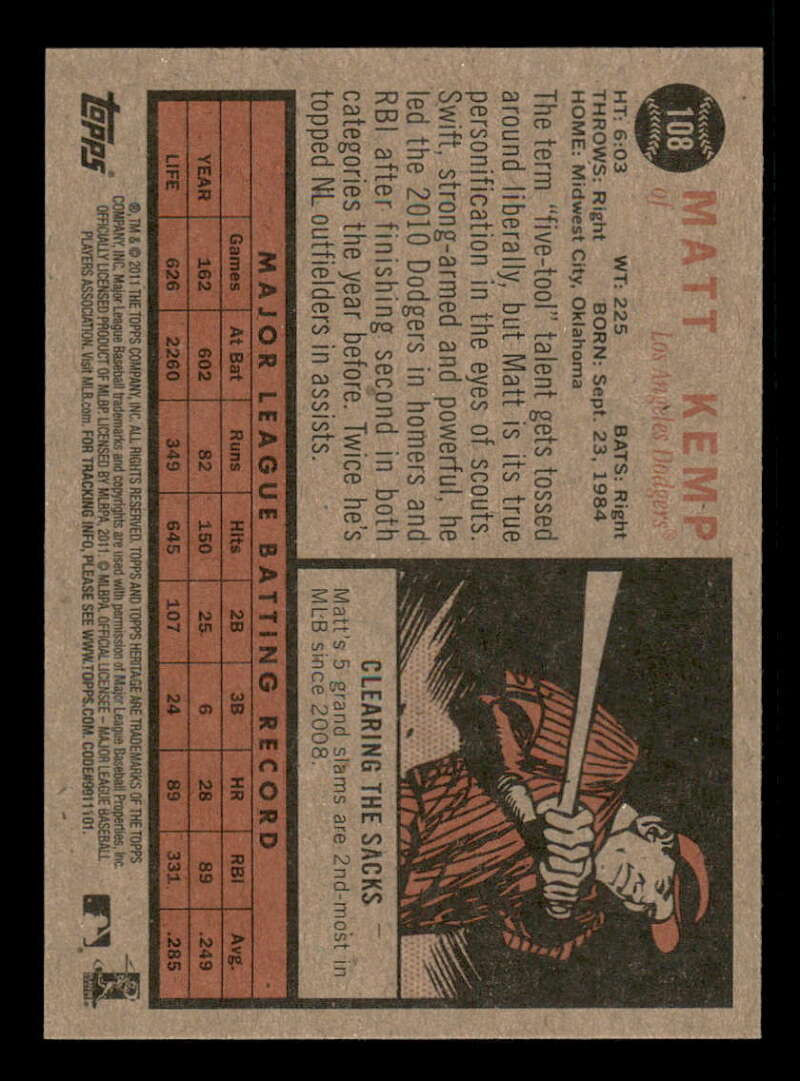 108
MATT KEMP
of Los Angeles Dodgers®
HT: 6:03 WT: 225 BATS: Right
THROWS: Right BORN: Sept. 23, 1984
HOME: Midwest City, Oklahoma
The term "five-tool" talent gets tossed
around liberally, but Matt is its true
personification in the eyes of scouts.
Swift, strong-armed and powerful, he
led the 2010 Dodgers in homers and
RBI after finishing second in both
categories the year before. Twice he's
topped NL outfielders in assists.
CLEARING THE SACKS –
Matt's 5 grand slams are 2nd-most in
MLB since 2008.
MAJOR LEAGUE BATTING RECORD
Games At Bat Runs Hits 2B 3B HR RBI Avg.
YEAR 162 602 82 150 25 6 28 89 .249
LIFE 626 2260 349 645 107 24 89 331 .285
Topps®
®, TM & © 2011 THE TOPPS COMPANY, INC. ALL RIGHTS RESERVED. TOPPS AND TOPPS HERITAGE ARE TRADEMARKS OF THE TOPPS
COMPANY, INC. Major League Baseball trademarks and copyrights are used with permission of Major League Baseball Properties, Inc.
OFFICIALLY LICENSED PRODUCT OF MLBP. LICENSED BY MLBPA, 2011. © MLBPA. OFFICIAL LICENSEE – MAJOR LEAGUE BASEBALL
PLAYERS ASSOCIATION. Visit MLB.com. FOR TRACKING INFO, PLEASE SEE WWW.TOPPS.COM. CODE#9911101.